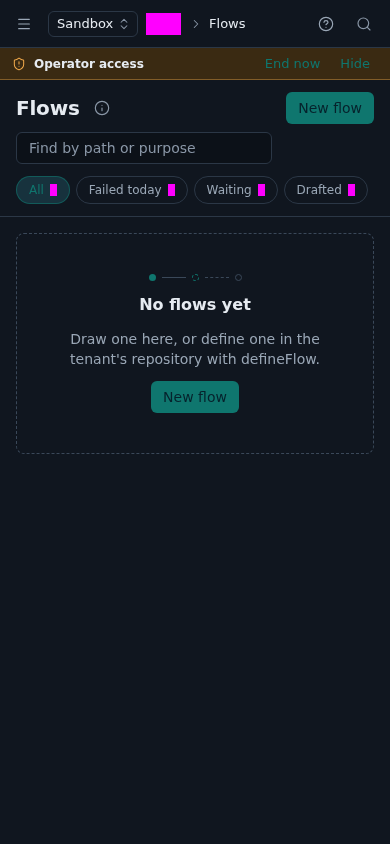 Sandbox
Flows
Operator access
End now
Hide
Flows
New flow
Find by path or purpose
All
Failed today
Waiting
Drafted
No flows yet
Draw one here, or define one in the
tenant's repository with defineFlow.
New flow